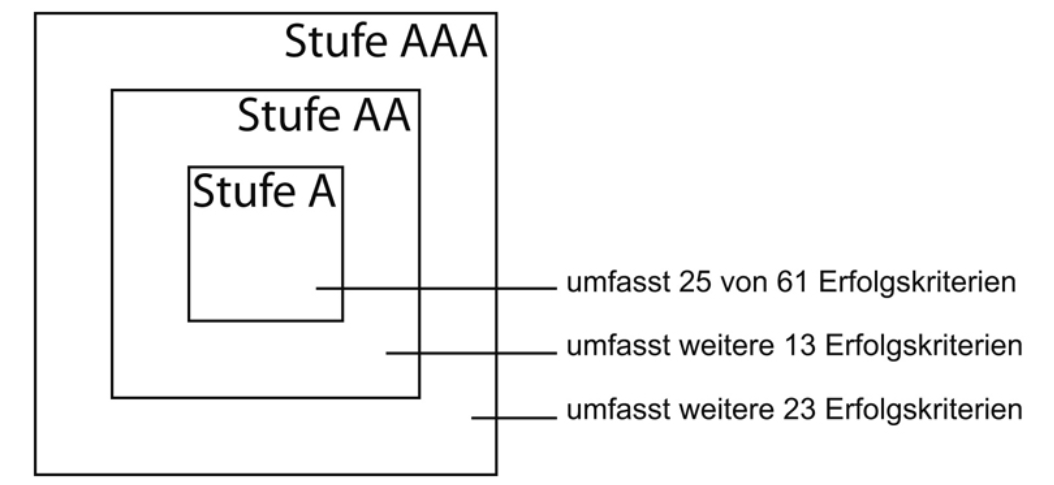 Stufe AAA
Stufe AA
Stufe A
umfasst 25 von 61 Erfolgskriterien
umfasst weitere 13 Erfolgskriterien
umfasst weitere 23 Erfolgskriterien